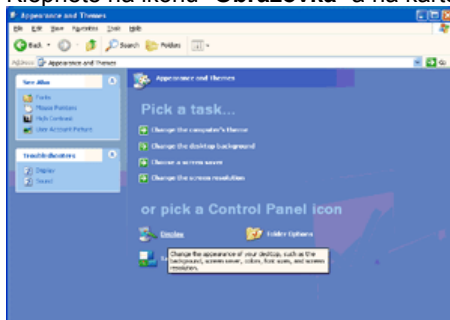 Klepněte na ikonu "Obrazovka" a na kartě
Appearance and Themes
File Edit View Favorites Tools Help
Back Search Folders
Address Appearance and Themes Go
See Also
Fonts
Mouse Pointers
High Contrast
User Account Picture
Troubleshooters
Display
Sound
Appearance and Themes
Pick a task...
Change the computer's theme
Change the desktop background
Choose a screen saver
Change the screen resolution
or pick a Control Panel icon
Display Folder Options
Change the appearance of your desktop, such as the
background, screen saver, colors, font sizes, and screen
resolution.